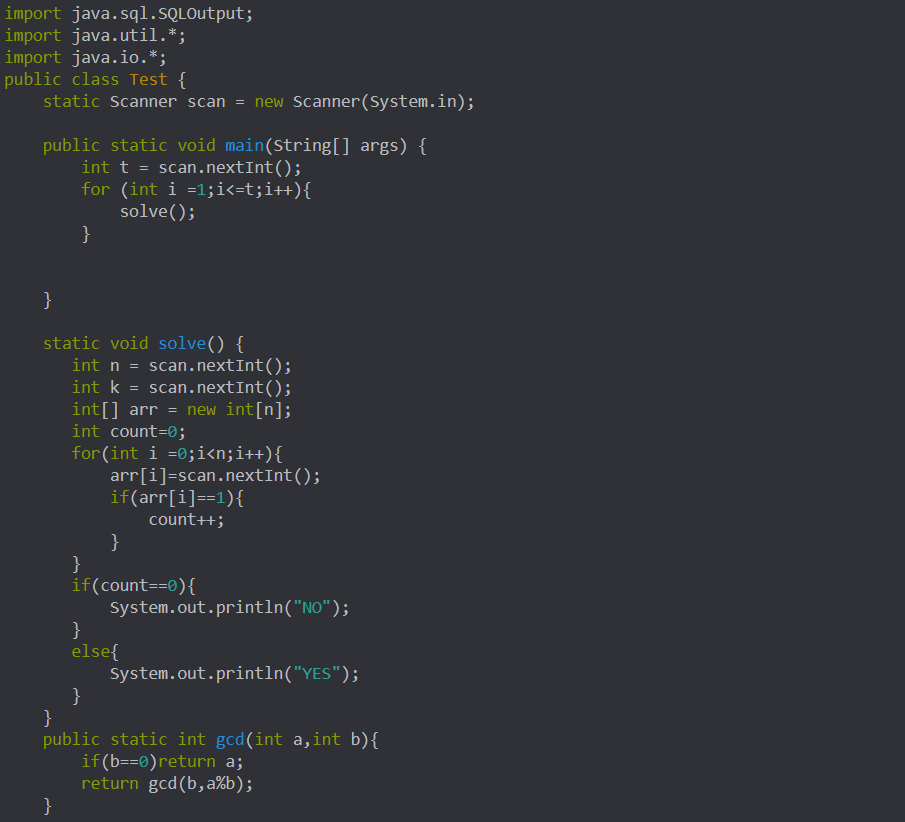 import java.sql.SQLOutput;
import java.util.*;
import java.io.*;
public class Test {
    static Scanner scan = new Scanner(System.in);
    public static void main(String[] args) {
        int t = scan.nextInt();
        for (int i =1;i<=t;i++){
            solve();
        }
    }
    static void solve() {
       int n = scan.nextInt();
       int k = scan.nextInt();
       int[] arr = new int[n];
       int count=0;
       for(int i =0;i<n;i++){
           arr[i]=scan.nextInt();
           if(arr[i]==1){
               count++;
           }
       }
       if(count==0){
           System.out.println("NO");
       }
       else{
           System.out.println("YES");
       }
    }
    public static int gcd(int a,int b){
        if(b==0)return a;
        return gcd(b,a%b);
    }